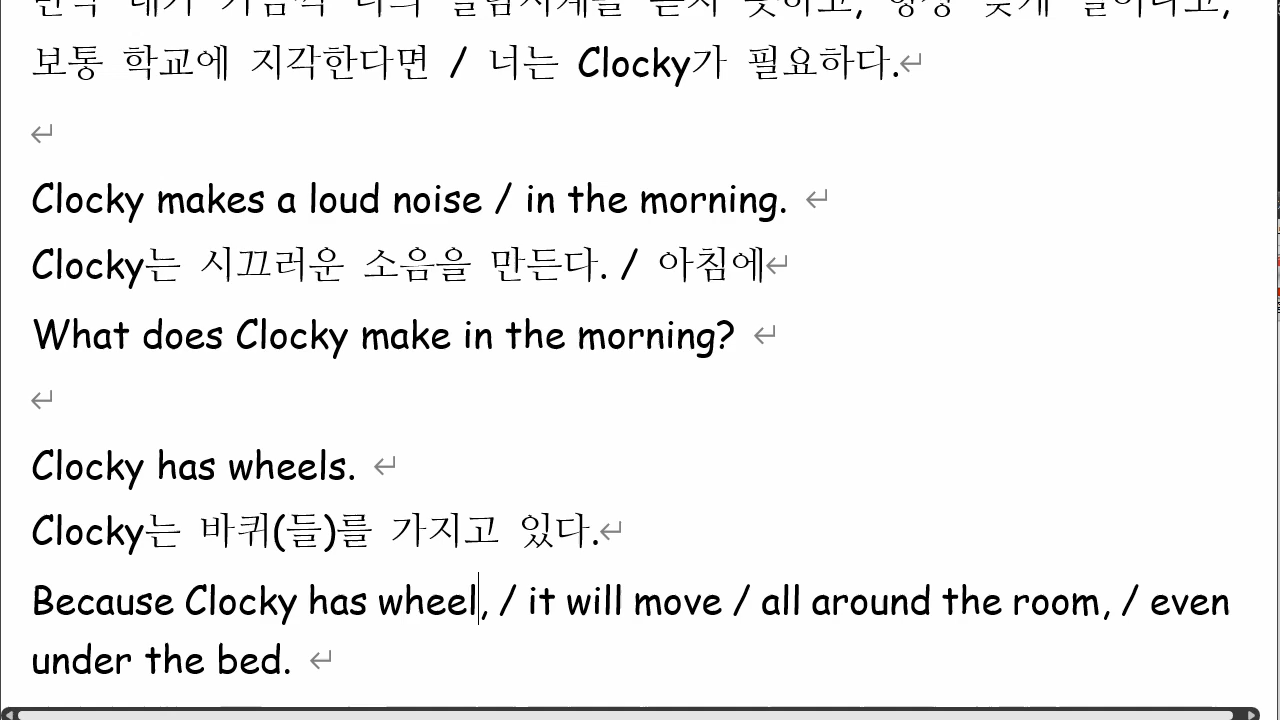 보통 학교에 지각한다면 / 너는 Clocky가 필요하다.↵
↵
Clocky makes a loud noise / in the morning. ↵
Clocky는 시끄러운 소음을 만든다. / 아침에↵
What does Clocky make in the morning? ↵
↵
Clocky has wheels. ↵
Clocky는 바퀴(들)를 가지고 있다.↵
Because Clocky has wheel, / it will move / all around the room, / even
under the bed. ↵